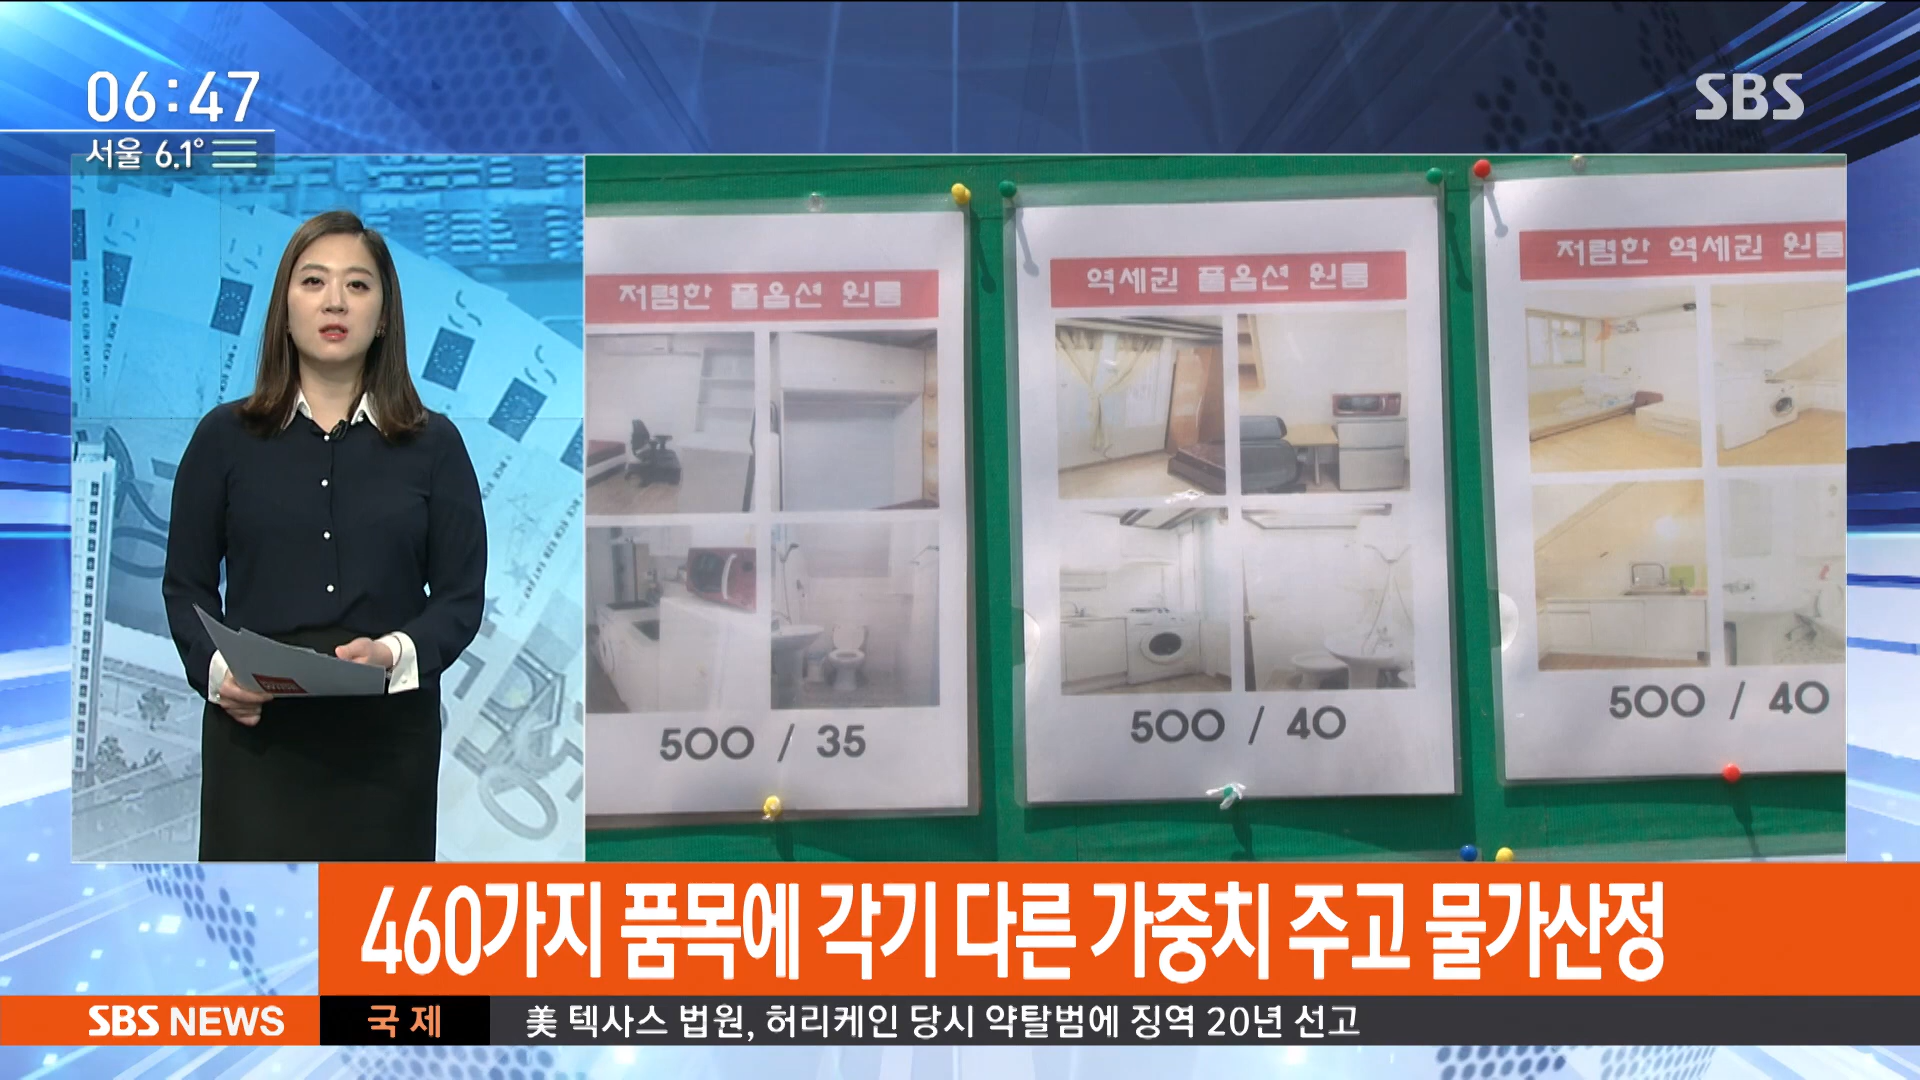 06:47
서울 6.1°
SBS
저렴한 풀옵션 원룸
500 / 35
역세권 풀옵션 원룸
500 / 40
저렴한 역세권 원룸
500 / 40
460가지 품목에 각기 다른 가중치 주고 물가산정
SBS NEWS
국 제
美 텍사스 법원, 허리케인 당시 약탈범에 징역 20년 선고